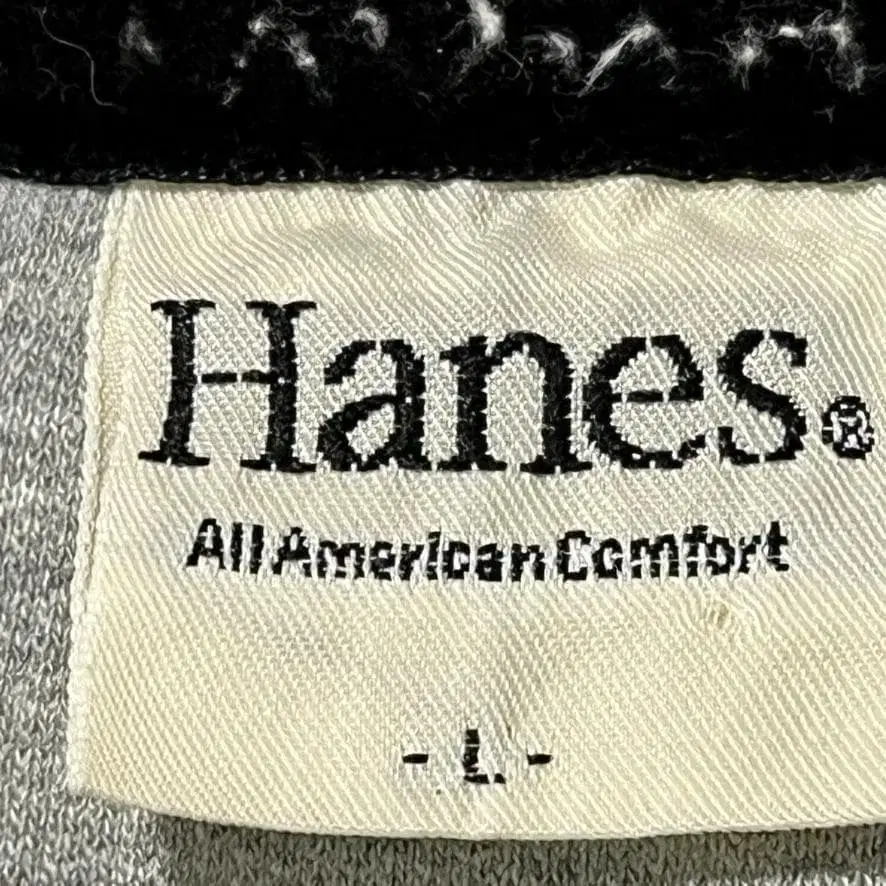 Hanes®
All American Comfort
- L -